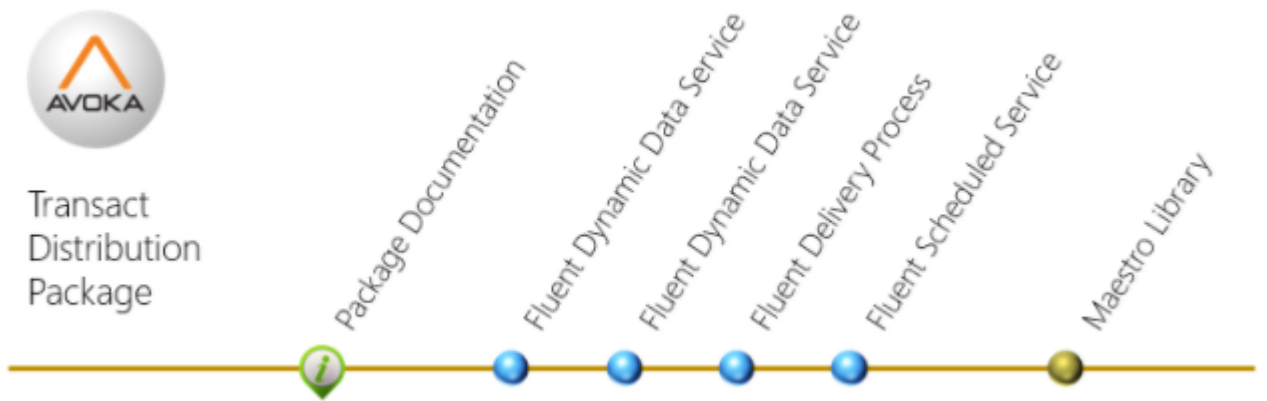 AVOKA
Transact
Distribution
Package
Package Documentation
Fluent Dynamic Data Service
Fluent Dynamic Data Service
Fluent Delivery Process
Fluent Scheduled Service
Maestro Library
i